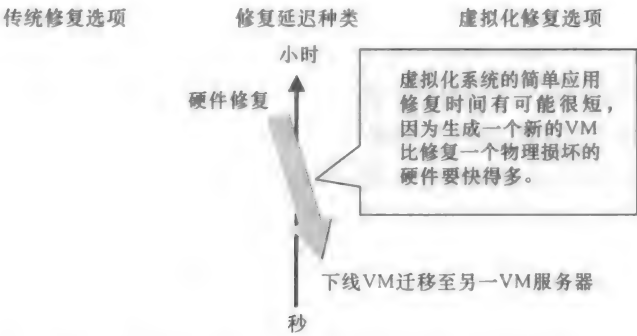 传统修复选项 修复延迟种类 虚拟化修复选项
小时
硬件修复
虚拟化系统的简单应用
修复时间有可能很短，
因为生成一个新的VM
比修复一个物理损坏的
硬件要快得多。
下线VM迁移至另一VM服务器
秒